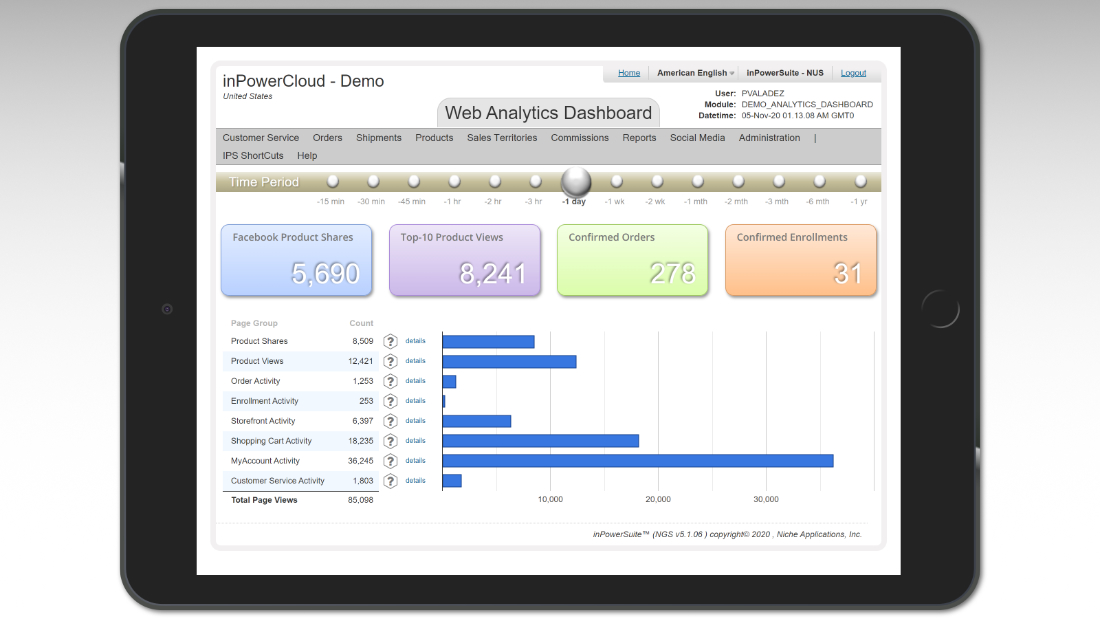 inPowerCloud - Demo
United States
Home American English inPowerSuite - NUS Logout
User: PVALADEZ
Module: DEMO_ANALYTICS_DASHBOARD
Datetime: 05-Nov-20 01.13.08 AM GMT0
Web Analytics Dashboard
Customer Service Orders Shipments Products Sales Territories Commissions Reports Social Media Administration |
IPS ShortCuts Help
Time Period
-15 min -30 min -45 min -1 hr -2 hr -3 hr -1 day -1 wk -2 wk -1 mth -2 mth -3 mth -6 mth -1 yr
Facebook Product Shares Top-10 Product Views Confirmed Orders Confirmed Enrollments
5,690 8,241 278 31
Page Group Count
Product Shares 8,509 ? details
Product Views 12,421 ? details
Order Activity 1,253 ? details
Enrollment Activity 253 ? details
Storefront Activity 6,397 ? details
Shopping Cart Activity 18,235 ? details
MyAccount Activity 36,245 ? details
Customer Service Activity 1,803 ? details
Total Page Views 85,098
10,000 20,000 30,000
inPowerSuite™ (NGS v5.1.06 ) copyright© 2020 , Niche Applications, Inc.